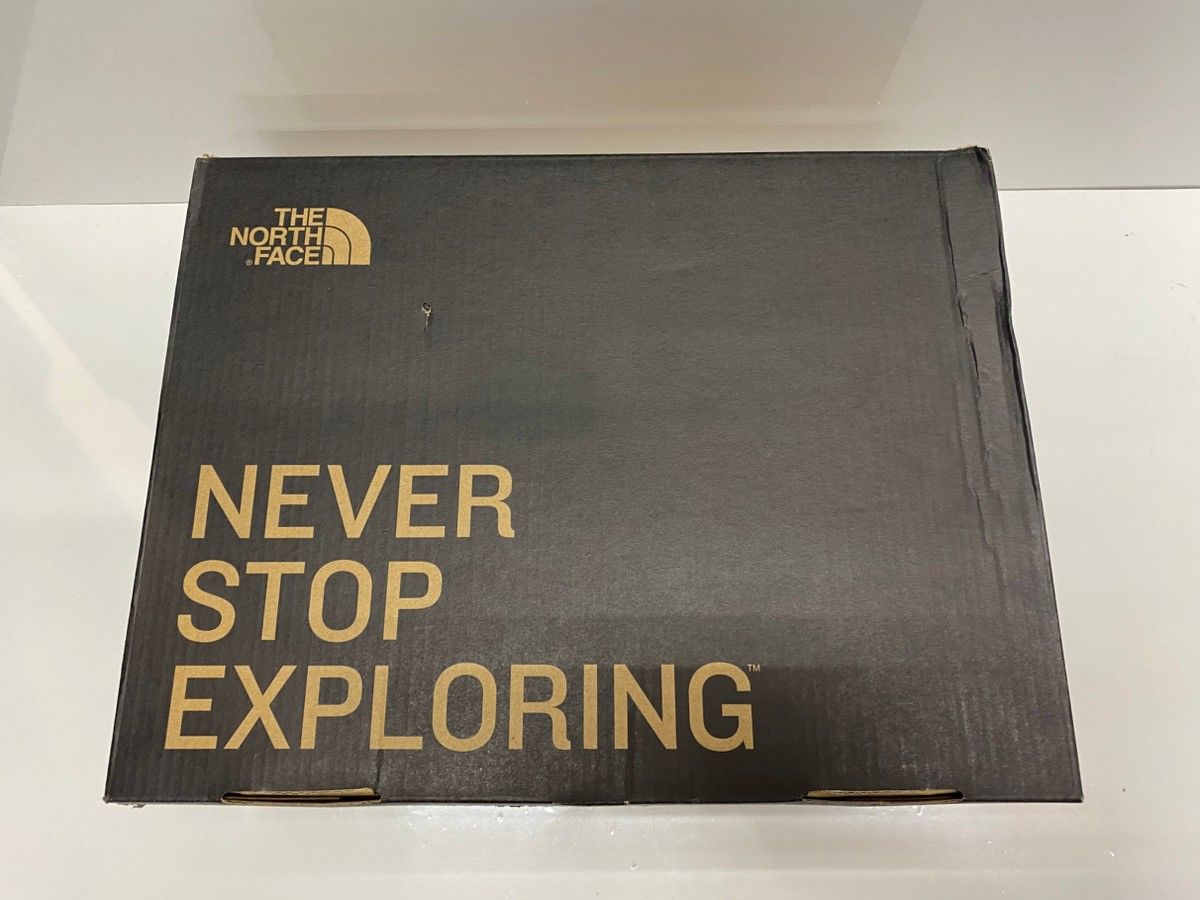 THE
NORTH
FACE®
NEVER
STOP
EXPLORING™